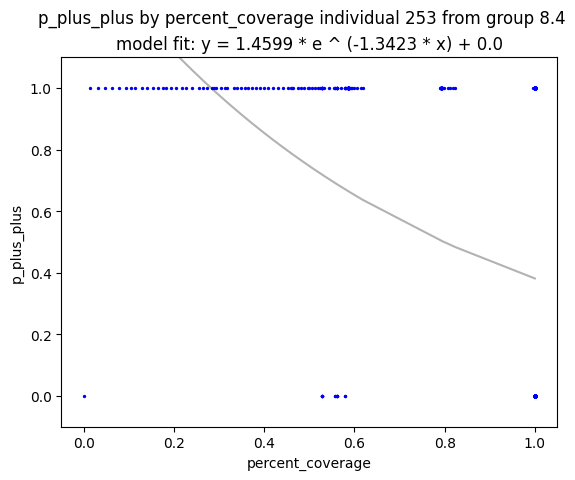 p_plus_plus by percent_coverage individual 253 from group 8.4
model fit: y = 1.4599 * e ^ (-1.3423 * x) + 0.0
1.0
0.8
0.6
0.4
0.2
0.0
p_plus_plus
0.0 0.2 0.4 0.6 0.8 1.0
percent_coverage